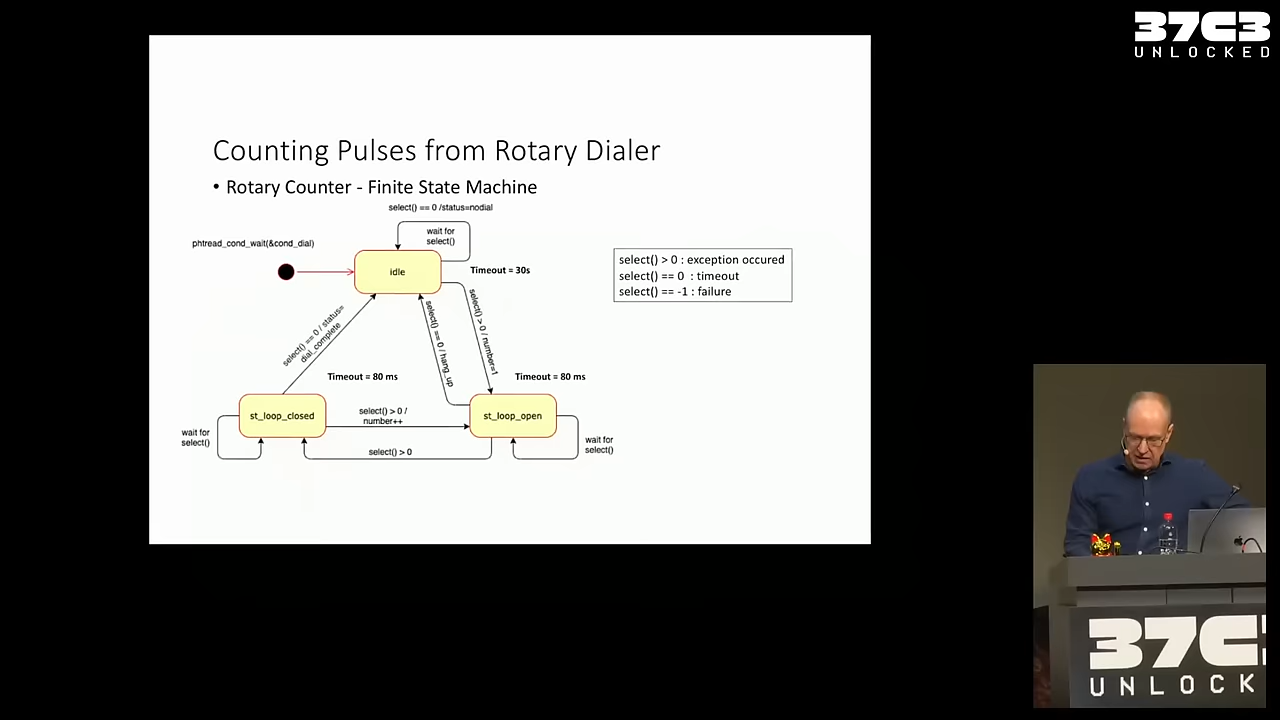 37C3
UNLOCKED
Counting Pulses from Rotary Dialer
• Rotary Counter - Finite State Machine
select() == 0 /status=nodial
wait for
select()
phtread_cond_wait(&cond_dial)
idle
Timeout = 30s
select() > 0 : exception occured
select() == 0 : timeout
select() == -1 : failure
select() == 0 / status=
dial_complete
select() == 0 / hang_up
select() > 0 / number=1
Timeout = 80 ms
Timeout = 80 ms
st_loop_closed
select() > 0 /
number++
st_loop_open
wait for
select()
select() > 0
wait for
select()
37C3
UNLOCK